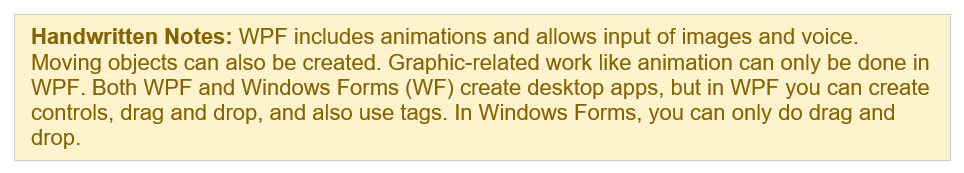 Handwritten Notes: WPF includes animations and allows input of images and voice.
Moving objects can also be created. Graphic-related work like animation can only be done in
WPF. Both WPF and Windows Forms (WF) create desktop apps, but in WPF you can create
controls, drag and drop, and also use tags. In Windows Forms, you can only do drag and
drop.